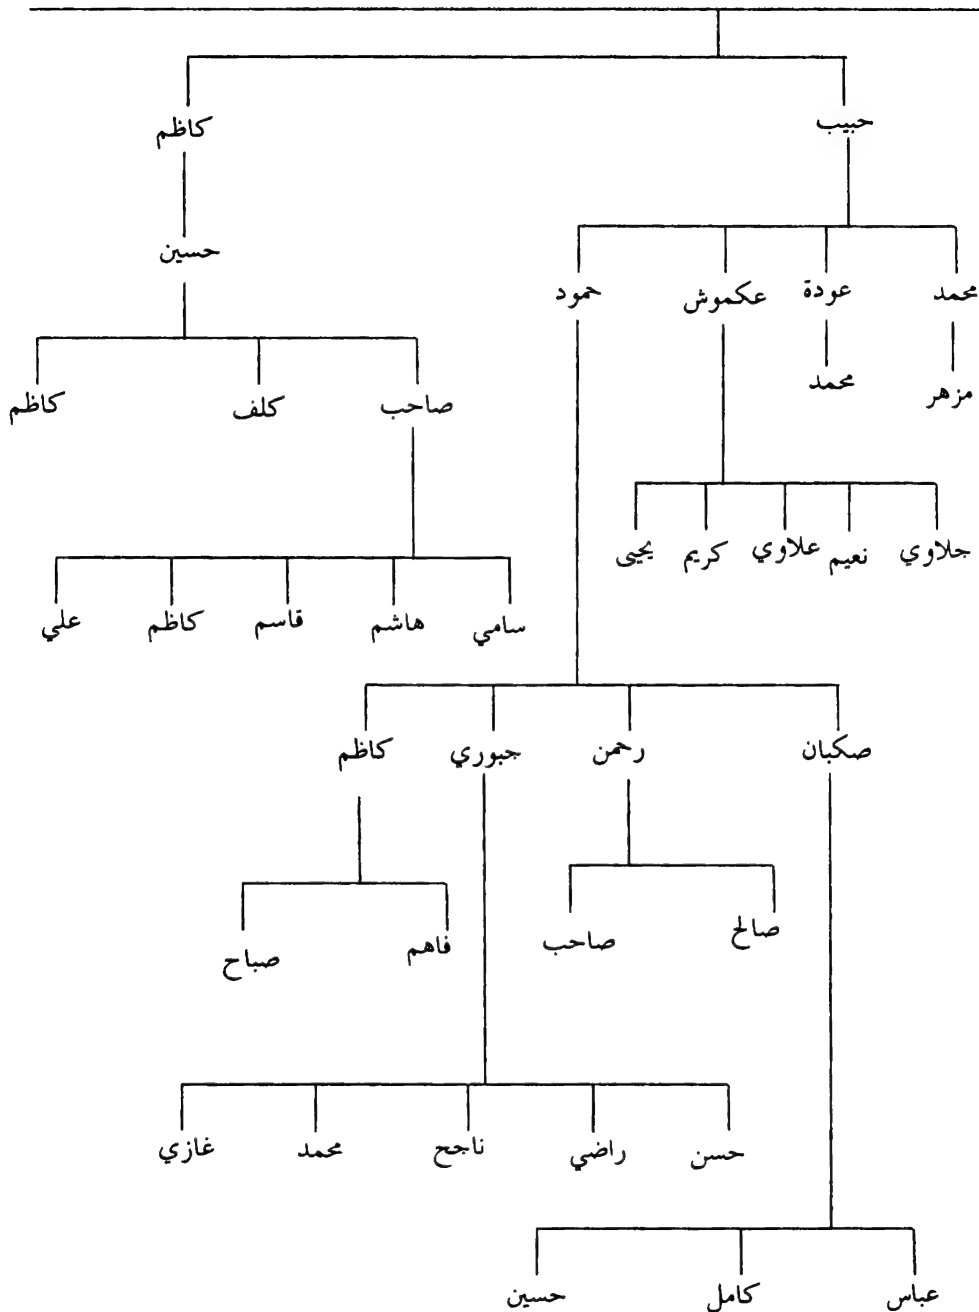 حبيب كاظم
حسين
محمد عودة عكموش حمود
مزهر محمد
صاحب كلف كاظم
جلاوي نعيم علاوي كريم يحيى
سامي هاشم قاسم كاظم علي
صكبان رحمن جبوري كاظم
صالح صاحب فاهم صباح
حسن راضي ناجح محمد غازي
عباس كامل حسين